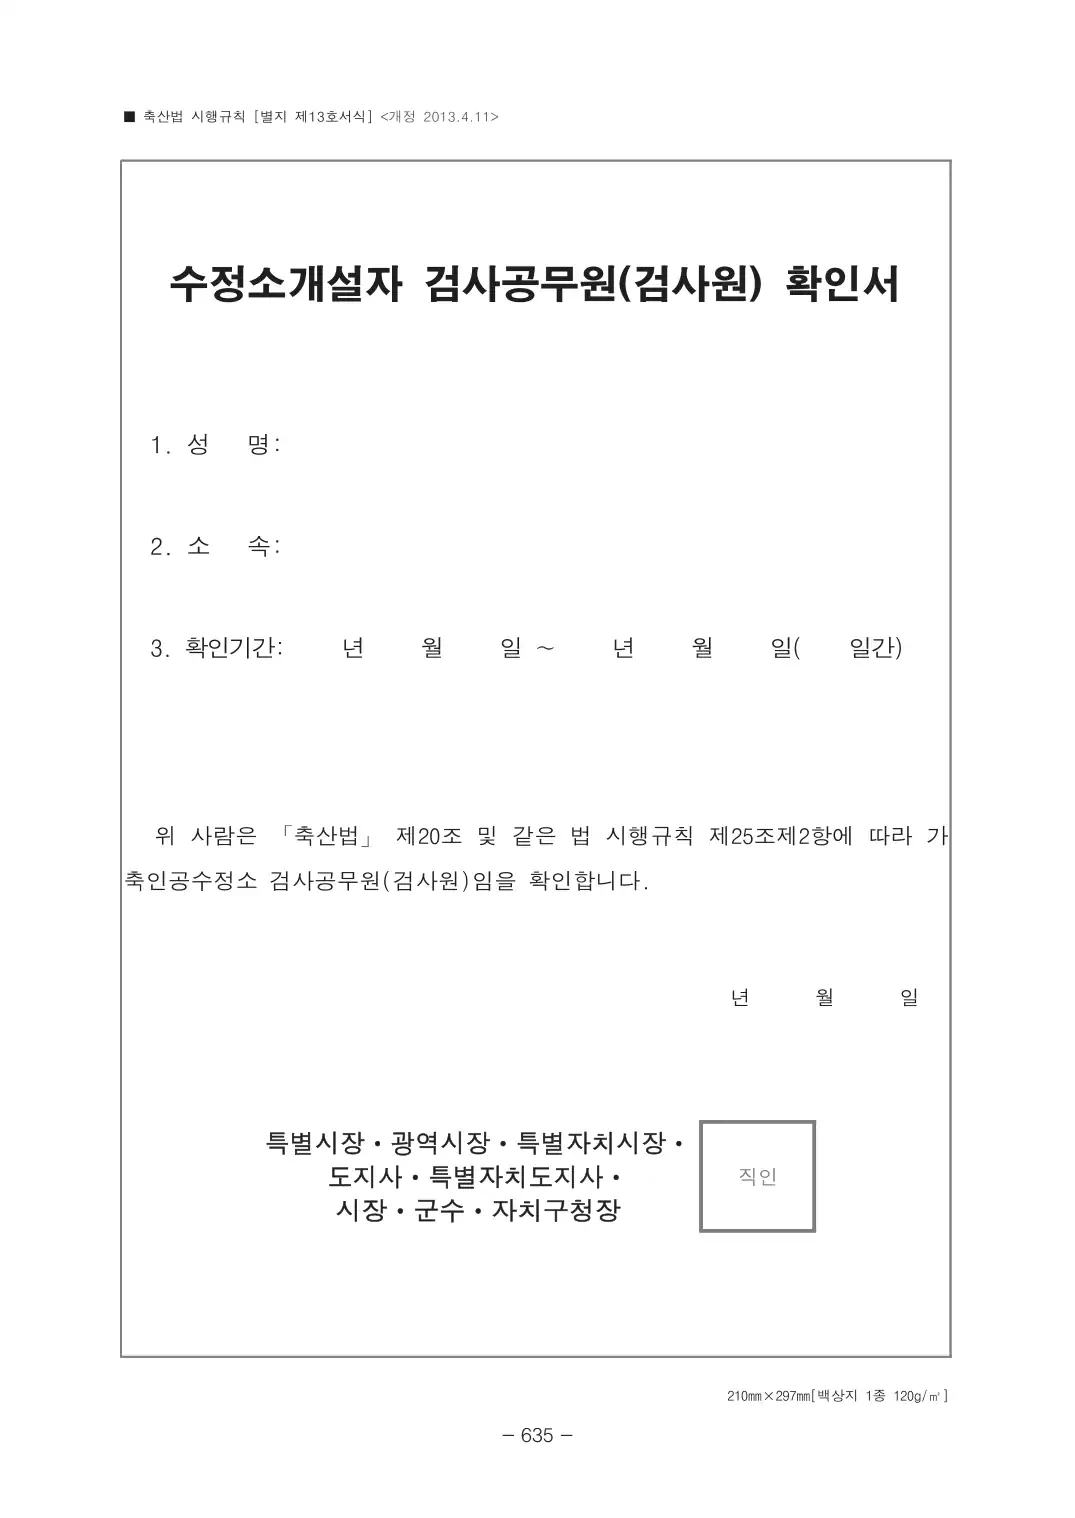 ■ 축산법 시행규칙 [별지 제13호서식] <개정 2013.4.11>
수정소개설자 검사공무원(검사원) 확인서
1. 성 명:
2. 소 속:
3. 확인기간: 년 월 일 ~ 년 월 일( 일간)
위 사람은 「축산법」 제20조 및 같은 법 시행규칙 제25조제2항에 따라 가
축인공수정소 검사공무원(검사원)임을 확인합니다.
년 월 일
특별시장・광역시장・특별자치시장・
도지사・특별자치도지사・
시장・군수・자치구청장
직인
210㎜×297㎜[백상지 1종 120g/㎡]
- 635 -